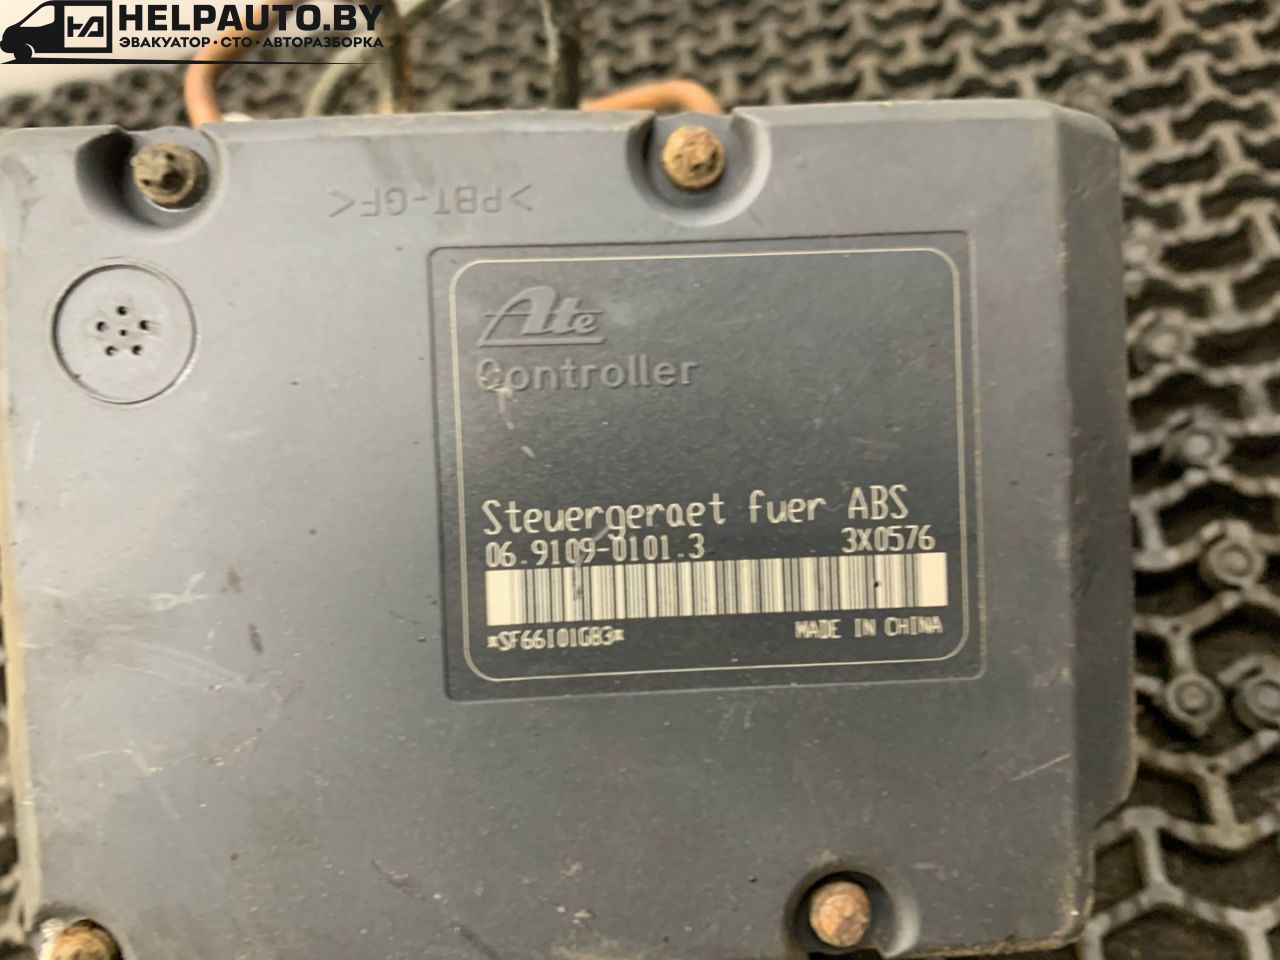 HELPAUTO.BY
ЭВАКУАТОР · СТО · АВТОРАЗБОРКА
>PBT-GF<
Ate
Controller
Steuergeraet fuer ABS
06.9109-0101.3 3X0576
*SF66I01G83* MADE IN CHINA